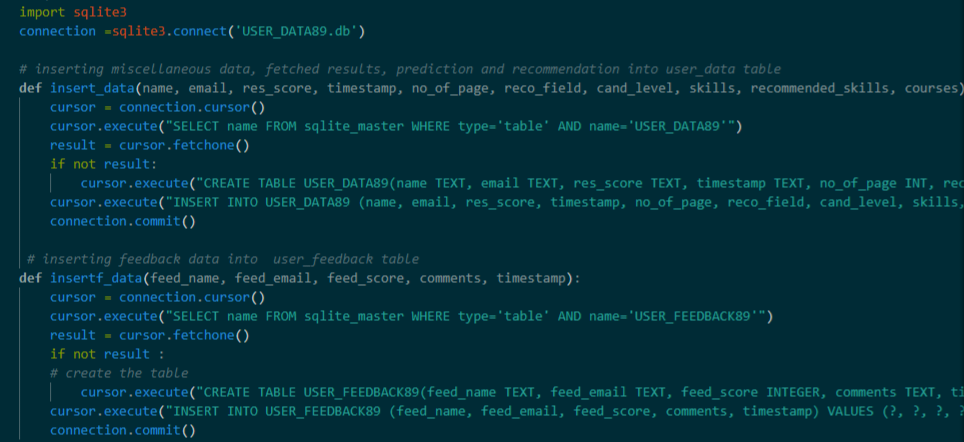 import sqlite3
connection =sqlite3.connect('USER_DATA89.db')
# inserting miscellaneous data, fetched results, prediction and recommendation into user_data table
def insert_data(name, email, res_score, timestamp, no_of_page, reco_field, cand_level, skills, recommended_skills, courses)
cursor = connection.cursor()
cursor.execute("SELECT name FROM sqlite_master WHERE type='table' AND name='USER_DATA89'")
result = cursor.fetchone()
if not result:
cursor.execute("CREATE TABLE USER_DATA89(name TEXT, email TEXT, res_score TEXT, timestamp TEXT, no_of_page INT, rec
cursor.execute("INSERT INTO USER_DATA89 (name, email, res_score, timestamp, no_of_page, reco_field, cand_level, skills,
connection.commit()
# inserting feedback data into  user_feedback table
def insertf_data(feed_name, feed_email, feed_score, comments, timestamp):
cursor = connection.cursor()
cursor.execute("SELECT name FROM sqlite_master WHERE type='table' AND name='USER_FEEDBACK89'")
result = cursor.fetchone()
if not result :
# create the table
cursor.execute("CREATE TABLE USER_FEEDBACK89(feed_name TEXT, feed_email TEXT, feed_score INTEGER, comments TEXT, ti
cursor.execute("INSERT INTO USER_FEEDBACK89 (feed_name, feed_email, feed_score, comments, timestamp) VALUES (?, ?, ?, ?
connection.commit()